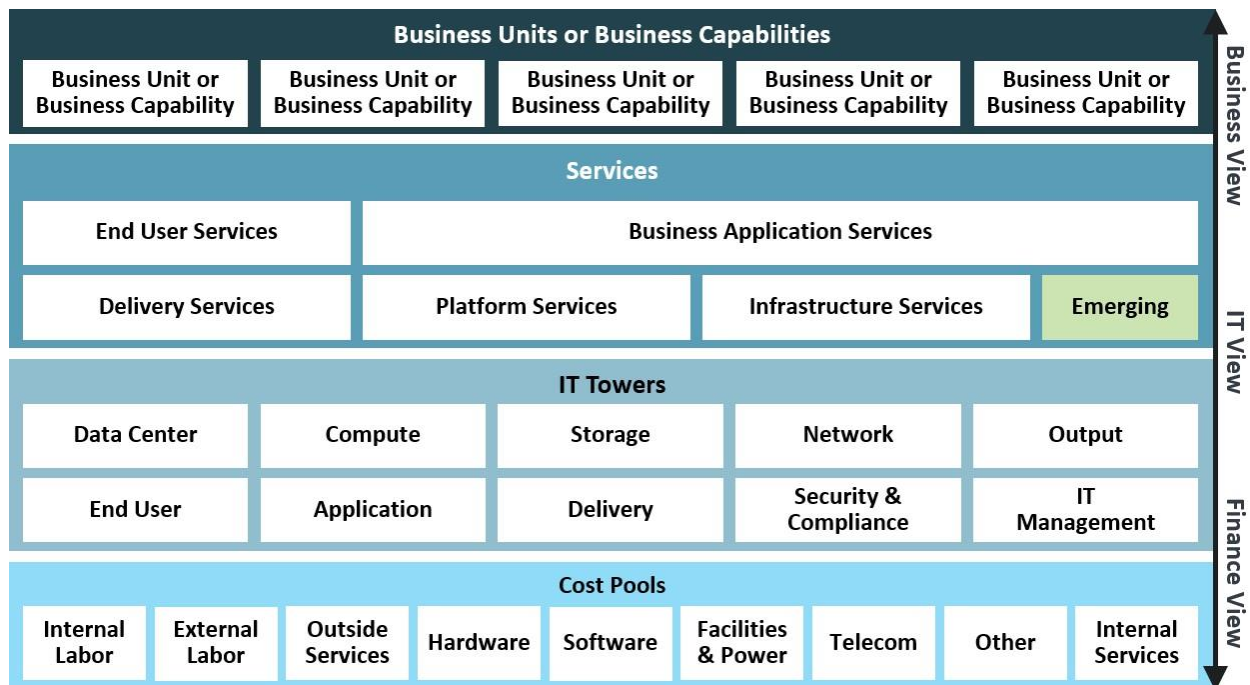 Business Units or Business Capabilities
Business Unit or
Business Capability
Business Unit or
Business Capability
Business Unit or
Business Capability
Business Unit or
Business Capability
Business Unit or
Business Capability
Services
End User Services
Business Application Services
Delivery Services
Platform Services
Infrastructure Services
Emerging
IT Towers
Data Center
Compute
Storage
Network
Output
End User
Application
Delivery
Security &
Compliance
IT
Management
Cost Pools
Internal
Labor
External
Labor
Outside
Services
Hardware
Software
Facilities
& Power
Telecom
Other
Internal
Services
Business View
IT View
Finance View